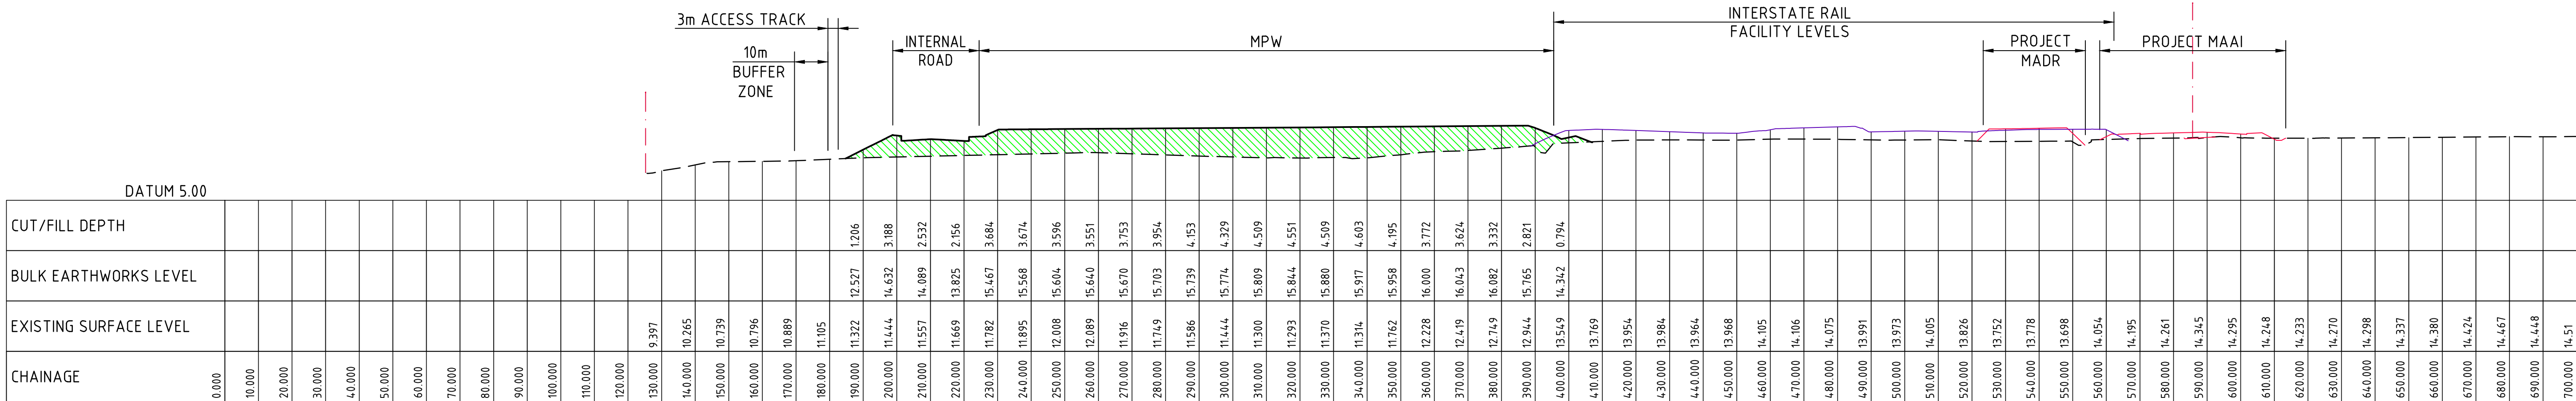 3m ACCESS TRACK
10m
BUFFER
ZONE
INTERNAL
ROAD
MPW
INTERSTATE RAIL
FACILITY LEVELS
PROJECT
MADR
PROJECT MAAI
DATUM 5.00
CUT/FILL DEPTH 1.206 3.188 2.532 2.156 3.684 3.674 3.596 3.551 3.753 3.954 4.153 4.329 4.509 4.551 4.509 4.603 4.195 3.772 3.624 3.332 2.821 0.794
BULK EARTHWORKS LEVEL 12.527 14.632 14.089 13.825 15.467 15.568 15.604 15.640 15.670 15.703 15.739 15.774 15.809 15.844 15.880 15.917 15.958 16.000 16.043 16.082 15.765 14.342
EXISTING SURFACE LEVEL 9.397 10.265 10.739 10.796 10.889 11.105 11.322 11.444 11.557 11.669 11.782 11.895 12.008 12.089 11.916 11.749 11.586 11.444 11.300 11.293 11.370 11.314 11.762 12.228 12.419 12.749 12.944 13.549 13.769 13.954 13.984 13.964 13.968 14.105 14.106 14.075 13.991 13.973 14.005 13.826 13.752 13.778 13.698 14.054 14.195 14.261 14.345 14.295 14.248 14.233 14.270 14.298 14.337 14.380 14.424 14.467 14.448 14.51
CHAINAGE 0.000 10.000 20.000 30.000 40.000 50.000 60.000 70.000 80.000 90.000 100.000 110.000 120.000 130.000 140.000 150.000 160.000 170.000 180.000 190.000 200.000 210.000 220.000 230.000 240.000 250.000 260.000 270.000 280.000 290.000 300.000 310.000 320.000 330.000 340.000 350.000 360.000 370.000 380.000 390.000 400.000 410.000 420.000 430.000 440.000 450.000 460.000 470.000 480.000 490.000 500.000 510.000 520.000 530.000 540.000 550.000 560.000 570.000 580.000 590.000 600.000 610.000 620.000 630.000 640.000 650.000 660.000 670.000 680.000 690.000 700.000